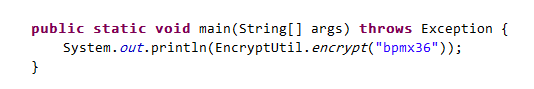 public static void main(String[] args) throws Exception {
    System.out.println(EncryptUtil.encrypt("bpmx36"));
}